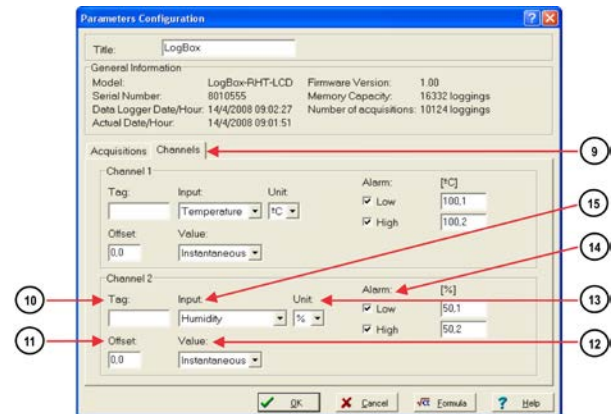 Parameters Configuration
Title: LogBox
General Information
Model: LogBox-RHT-LCD Firmware Version: 1.00
Serial Number: 8010555 Memory Capacity: 16332 loggings
Data Logger Date/Hour: 14/4/2008 09:02:27 Number of acquisitions: 10124 loggings
Actual Date/Hour: 14/4/2008 09:01:51
Acquisitions Channels 9
Channel 1
Tag: Input: Unit: Alarm: [ºC]
Temperature ºC Low 100,1
High 100,2
Offset: Value:
0,0 Instantaneous
15
14
Channel 2
10 Tag: Input: Unit: Alarm: [%] 13
Humidity % Low 50,1
High 50,2
11 Offset: Value: 12
0,0 Instantaneous
OK Cancel Formula Help